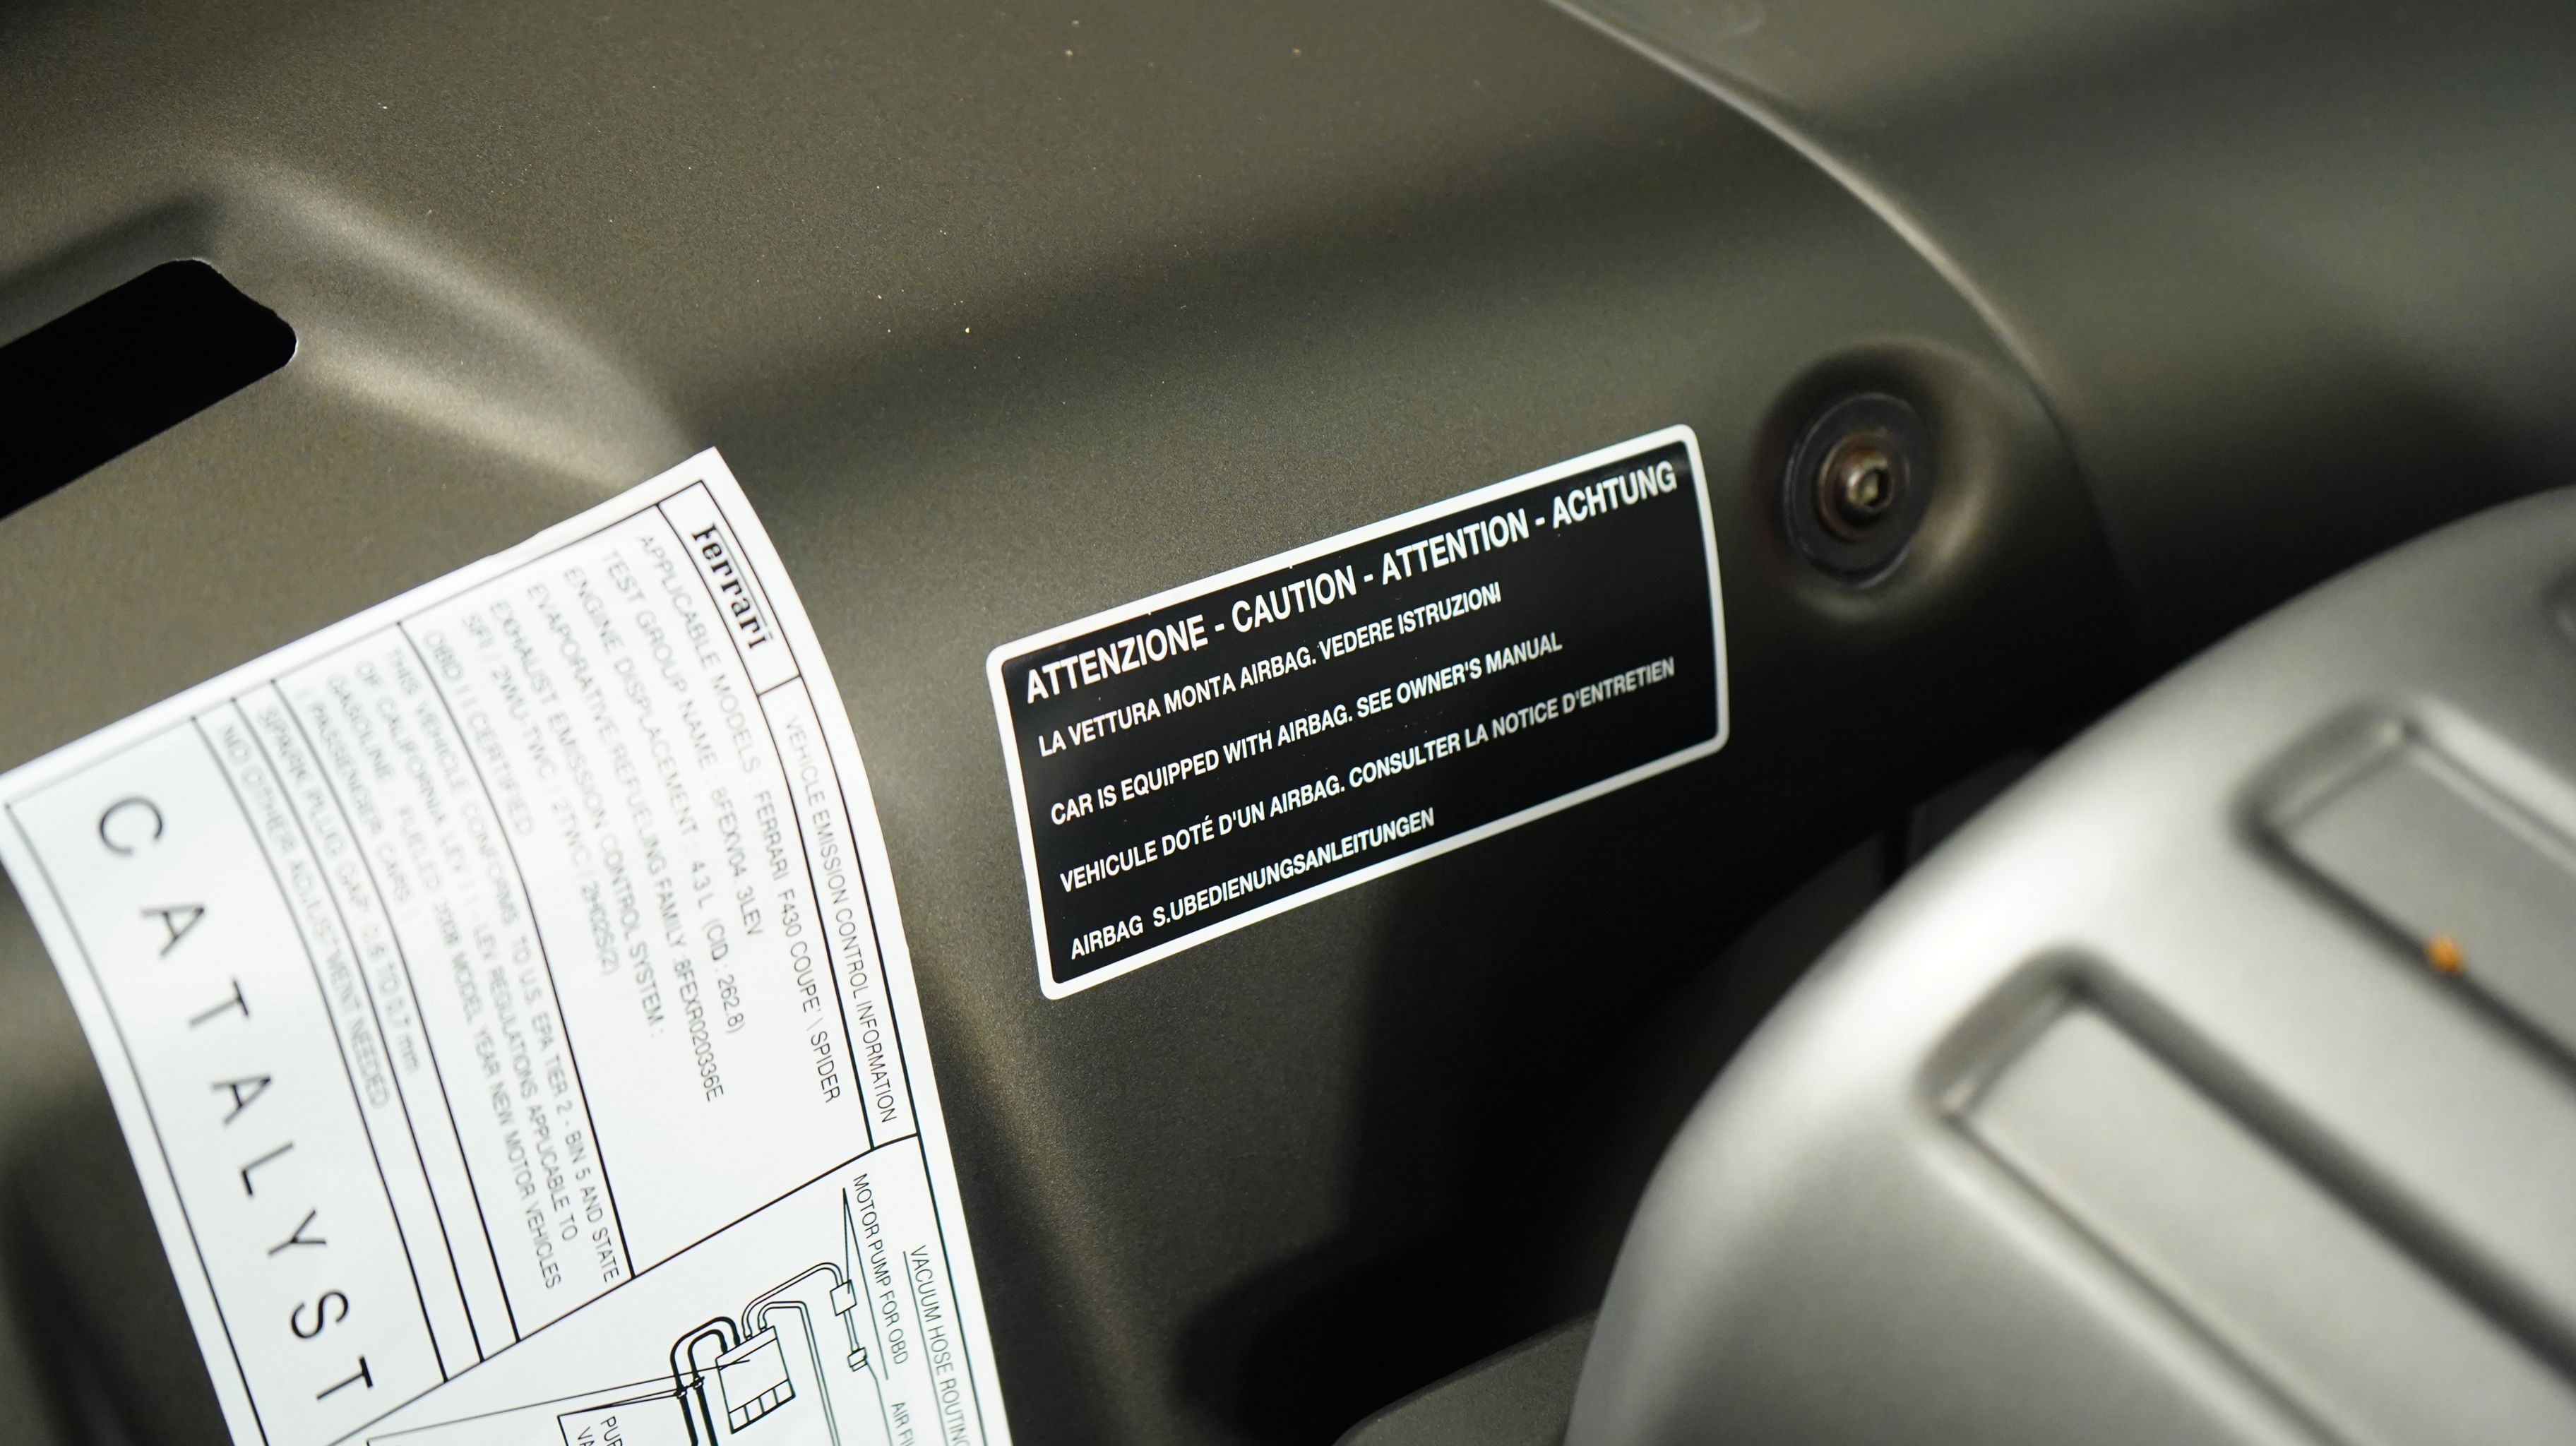 Ferrari
VEHICLE EMISSION CONTROL INFORMATION
APPLICABLE MODELS : FERRARI F430 COUPE' \ SPIDER
TEST GROUP NAME : 8FEXV04.3LEV
ENGINE DISPLACEMENT : 4.3 L (CID : 262.8)
EVAPORATIVE/REFUELING FAMILY :8FEXR020336E
EXHAUST EMISSION CONTROL SYSTEM :
SFI / 2WU-TWC / 2TWC / 2HO2S(2)
OBD II CERTIFIED
THIS VEHICLE CONFORMS TO U.S. EPA TIER 2 - BIN 5 AND STATE
OF CALIFORNIA LEV II LEV REGULATIONS APPLICABLE TO
GASOLINE FUELED 2008 MODEL YEAR NEW MOTOR VEHICLES
( PASSENGER CARS )
SPARK PLUG GAP: TO 0.7 mm
NO OTHER ADJUSTMENT NEEDED
CATALYST
VACUUM HOSE ROUTING
MOTOR PUMP FOR OBD
ATTENZIONE - CAUTION - ATTENTION - ACHTUNG
LA VETTURA MONTA AIRBAG. VEDERE ISTRUZIONI
CAR IS EQUIPPED WITH AIRBAG. SEE OWNER'S MANUAL
VEHICULE DOTÉ D'UN AIRBAG. CONSULTER LA NOTICE D'ENTRETIEN
AIRBAG S.UBEDIENUNGSANLEITUNGEN